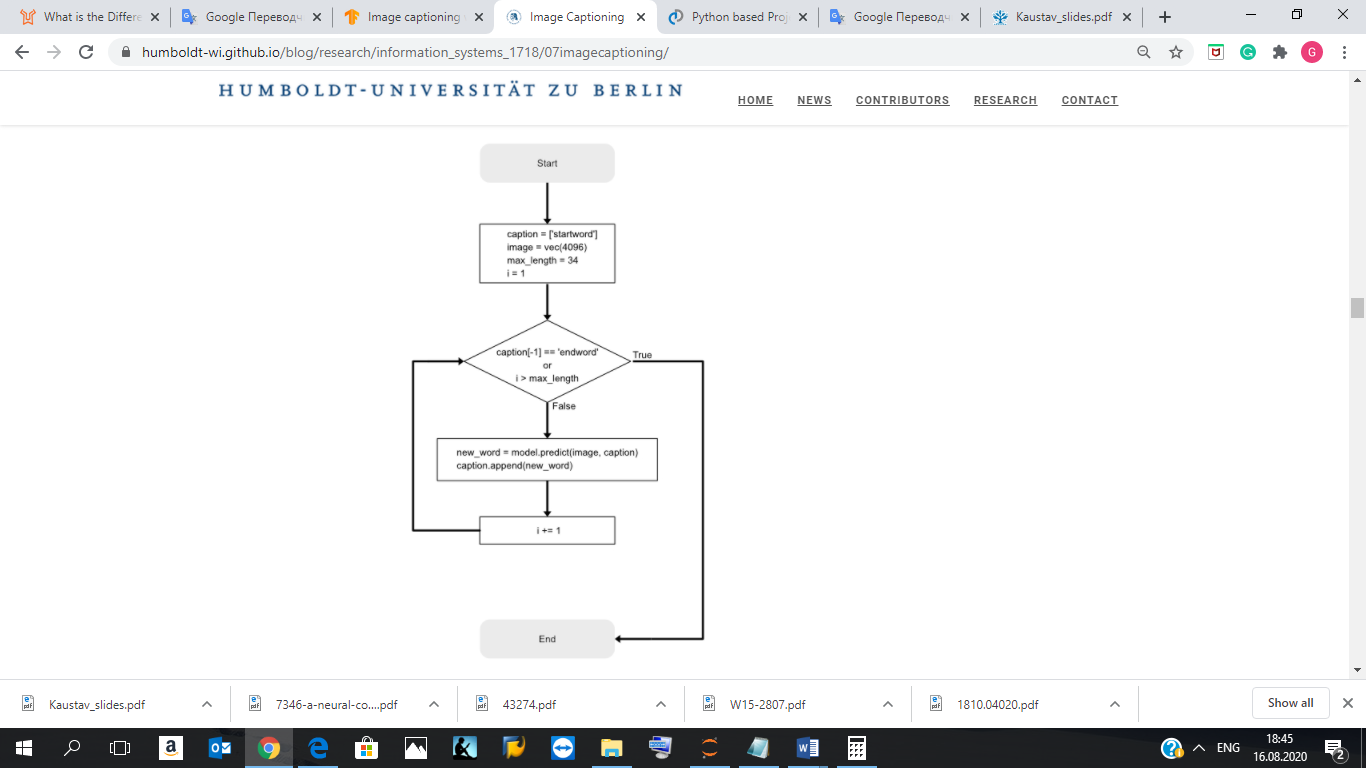 What is the Differe
Google Переводч
Image captioning
Image Captioning
Python based Proj
Google Переводч
Kaustav_slides.pdf
humboldt-wi.github.io/blog/research/information_systems_1718/07imagecaptioning/
G
HUMBOLDT-UNIVERSITÄT ZU BERLIN
HOME
NEWS
CONTRIBUTORS
RESEARCH
CONTACT
Start
caption = ['startword']
image = vec(4096)
max_length = 34
i = 1
caption[-1] == 'endword'
or
i > max_length
True
False
new_word = model.predict(image, caption)
caption.append(new_word)
i += 1
End
Kaustav_slides.pdf
7346-a-neural-co....pdf
43274.pdf
W15-2807.pdf
1810.04020.pdf
Show all
ENG
18:45
16.08.2020
2